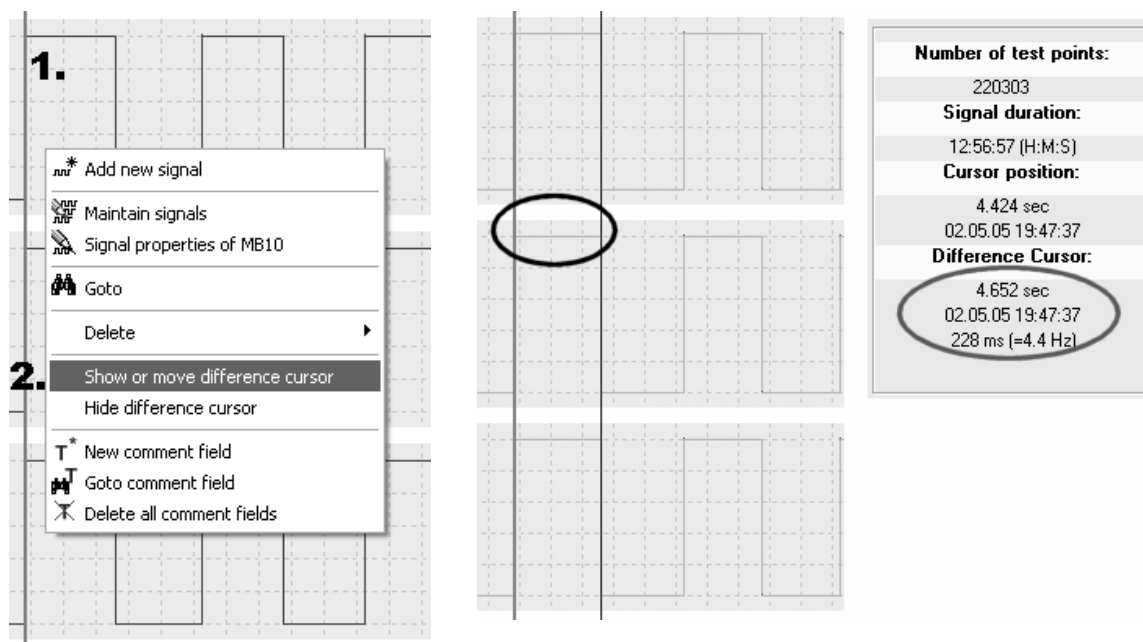 1.
Add new signal
Maintain signals
Signal properties of MB10
Goto
Delete
2.
Show or move difference cursor
Hide difference cursor
New comment field
Goto comment field
Delete all comment fields
Number of test points:
220303
Signal duration:
12:56:57 (H:M:S)
Cursor position:
4.424 sec
02.05.05 19:47:37
Difference Cursor:
4.652 sec
02.05.05 19:47:37
228 ms (=4.4 Hz)